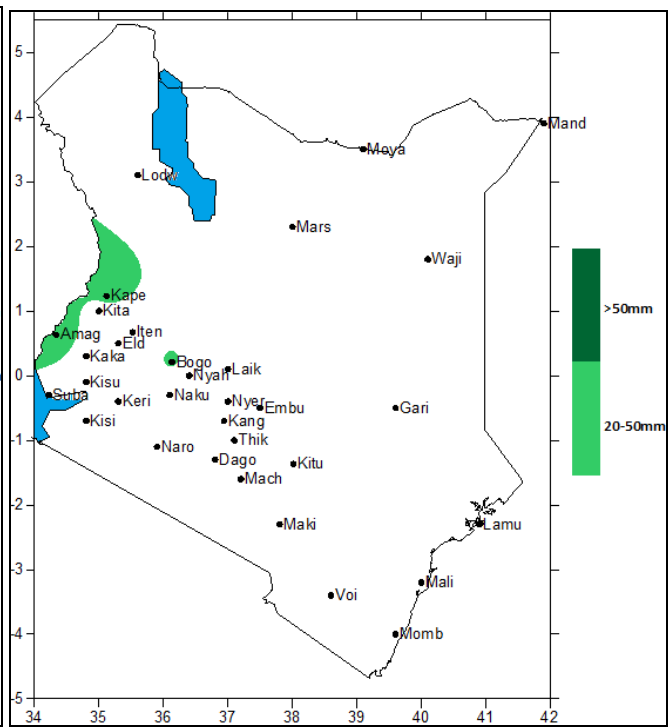 5
4
Mand
Moya
Lodw
3
Mars
2
Waji
Kape
>50mm
1
Kita
Amag
Iten
Eld
Kaka
Bogo
0
Laik
Nyah
Kisu
Suba
Keri
Naku
Nyer
Embu
Gari
20-50mm
Kisi
Kang
-1
Thik
Naro
Dago
Kitu
Mach
-2
Maki
Lamu
-3
Mali
Voi
-4
Momb
-5
34 35 36 37 38 39 40 41 42